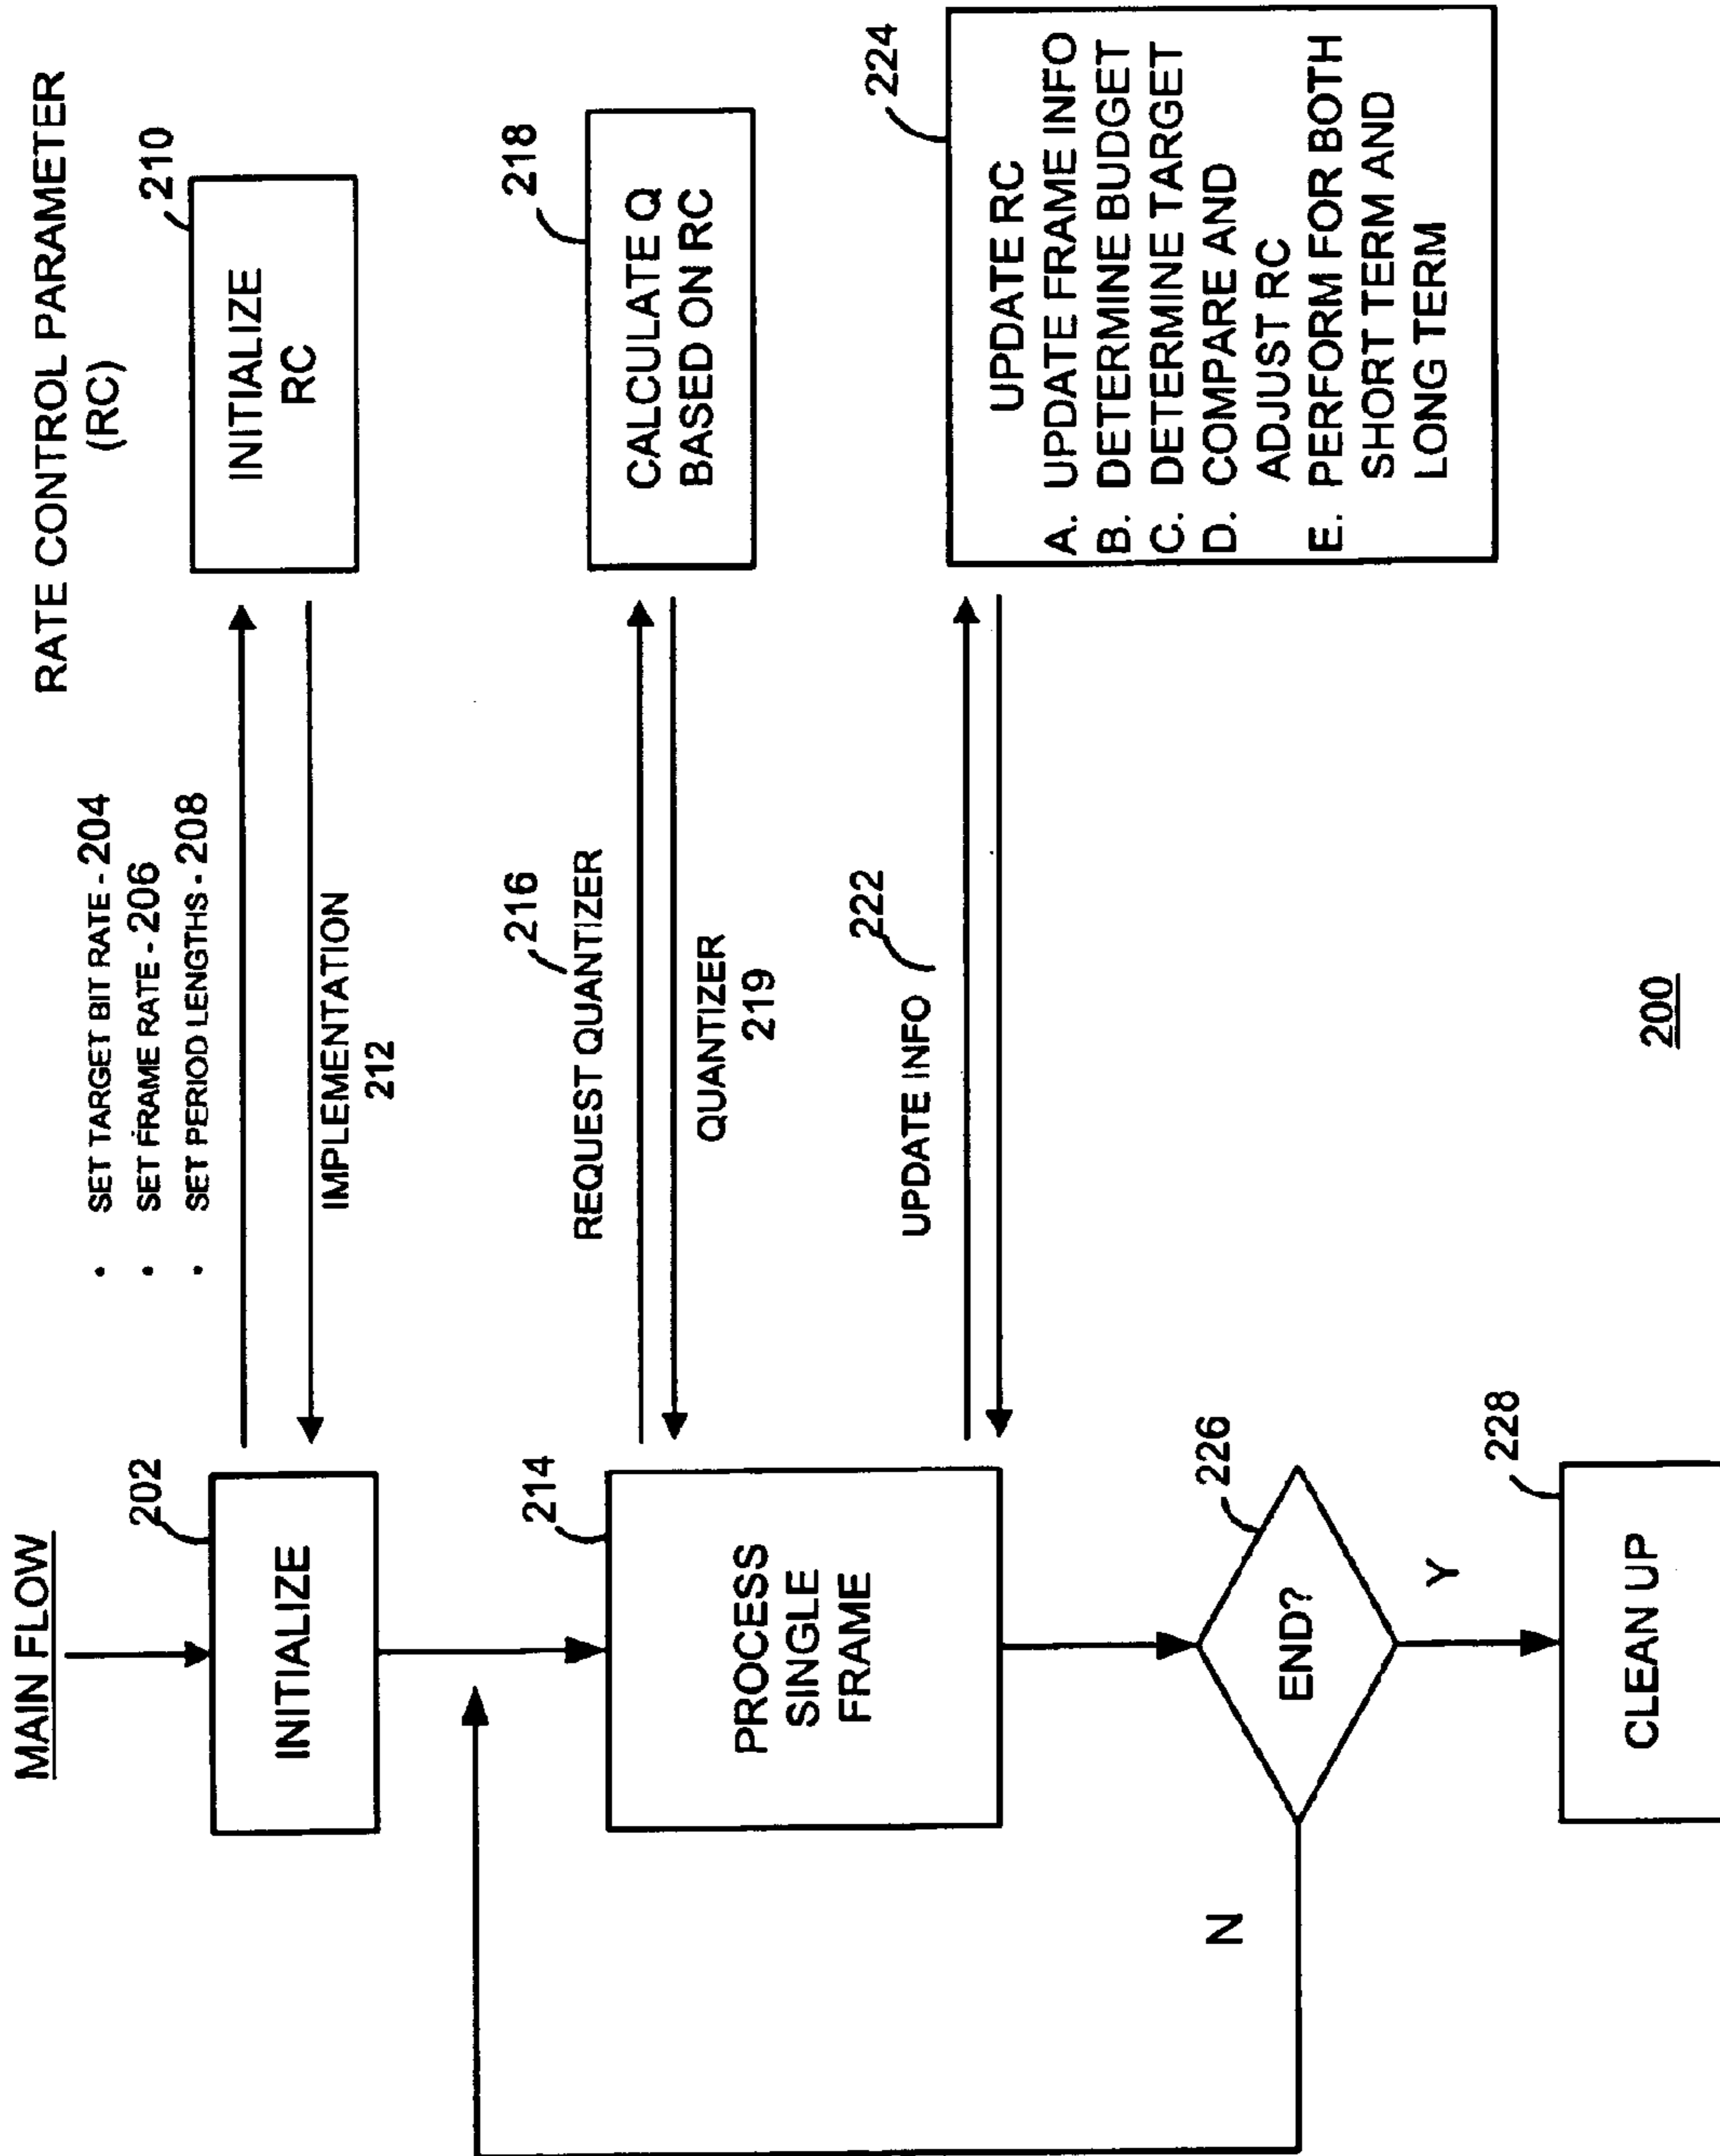 MAIN FLOW
RATE CONTROL PARAMETER
(RC)
202
INITIALIZE
• SET TARGET BIT RATE - 204
• SET FRAME RATE - 206
• SET PERIOD LENGTHS - 208
IMPLEMENTATION
212
210
INITIALIZE
RC
214
PROCESS
SINGLE
FRAME
216
REQUEST QUANTIZER
QUANTIZER
219
218
CALCULATE Q
BASED ON RC
222
UPDATE INFO
224
UPDATE RC
A. UPDATE FRAME INFO
B. DETERMINE BUDGET
C. DETERMINE TARGET
D. COMPARE AND
ADJUST RC
E. PERFORM FOR BOTH
SHORT TERM AND
LONG TERM
226
END?
N
Y
228
CLEAN UP
200